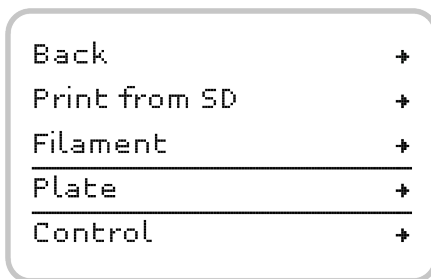 Back →
Print from SD →
Filament →
Plate →
Control →